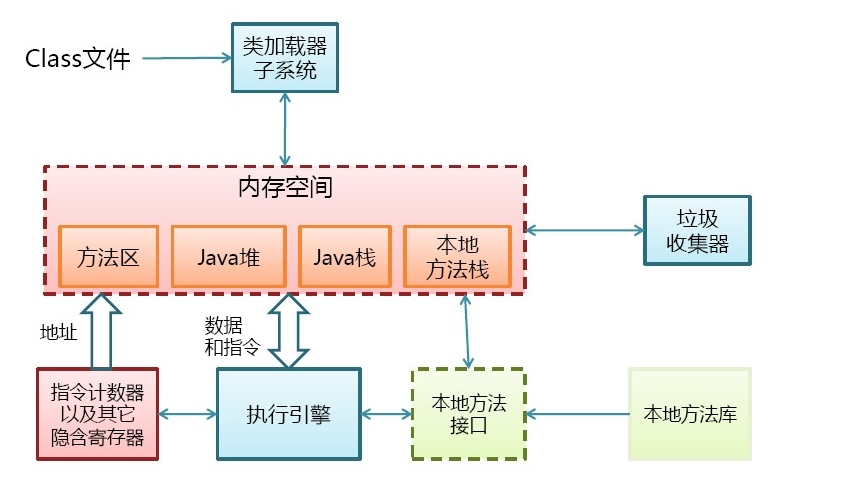 Class文件
类加载器
子系统
内存空间
方法区
Java堆
Java栈
本地
方法栈
垃圾
收集器
地址
数据
和指令
指令计数器
以及其它
隐含寄存器
执行引擎
本地方法
接口
本地方法库